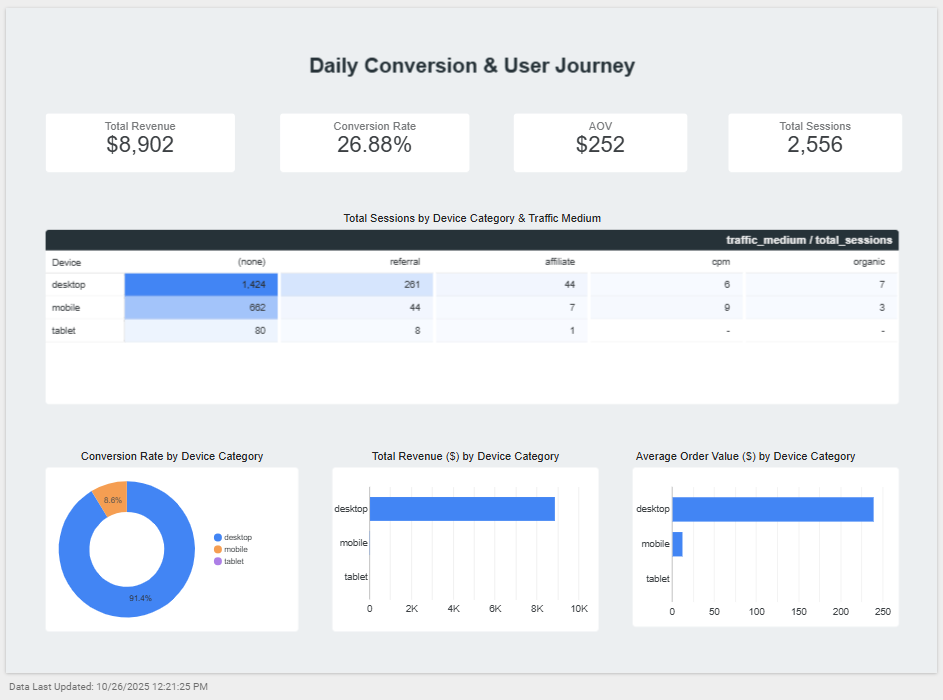 Daily Conversion & User Journey
Total Revenue
$8,902
Conversion Rate
26.88%
AOV
$252
Total Sessions
2,556
Total Sessions by Device Category & Traffic Medium
traffic_medium / total_sessions
Device (none) referral affiliate cpm organic
desktop 1,424 261 44 6 7
mobile 662 44 7 9 3
tablet 80 8 1 - -
Conversion Rate by Device Category
8.6%
91.4%
desktop
mobile
tablet
Total Revenue ($) by Device Category
desktop
mobile
tablet
0 2K 4K 6K 8K 10K
Average Order Value ($) by Device Category
desktop
mobile
tablet
0 50 100 150 200 250
Data Last Updated: 10/26/2025 12:21:25 PM